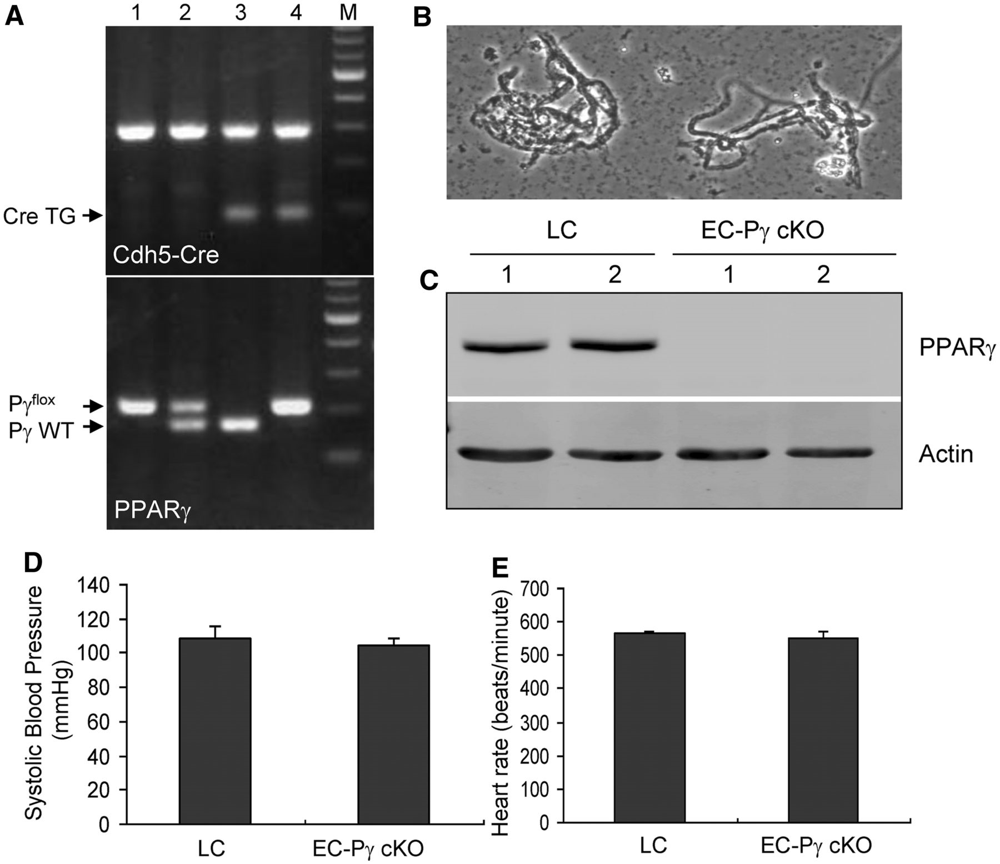 A
1 2 3 4 M
Cre TG
Cdh5-Cre
Pγflox
Pγ WT
PPARγ
B
LC EC-Pγ cKO
1 2 1 2
C
PPARγ
Actin
D
Systolic Blood Pressure
(mmHg)
140
120
100
80
60
40
20
0
LC EC-Pγ cKO
E
Heart rate (beats/minute)
700
600
500
400
300
200
100
0
LC EC-Pγ cKO